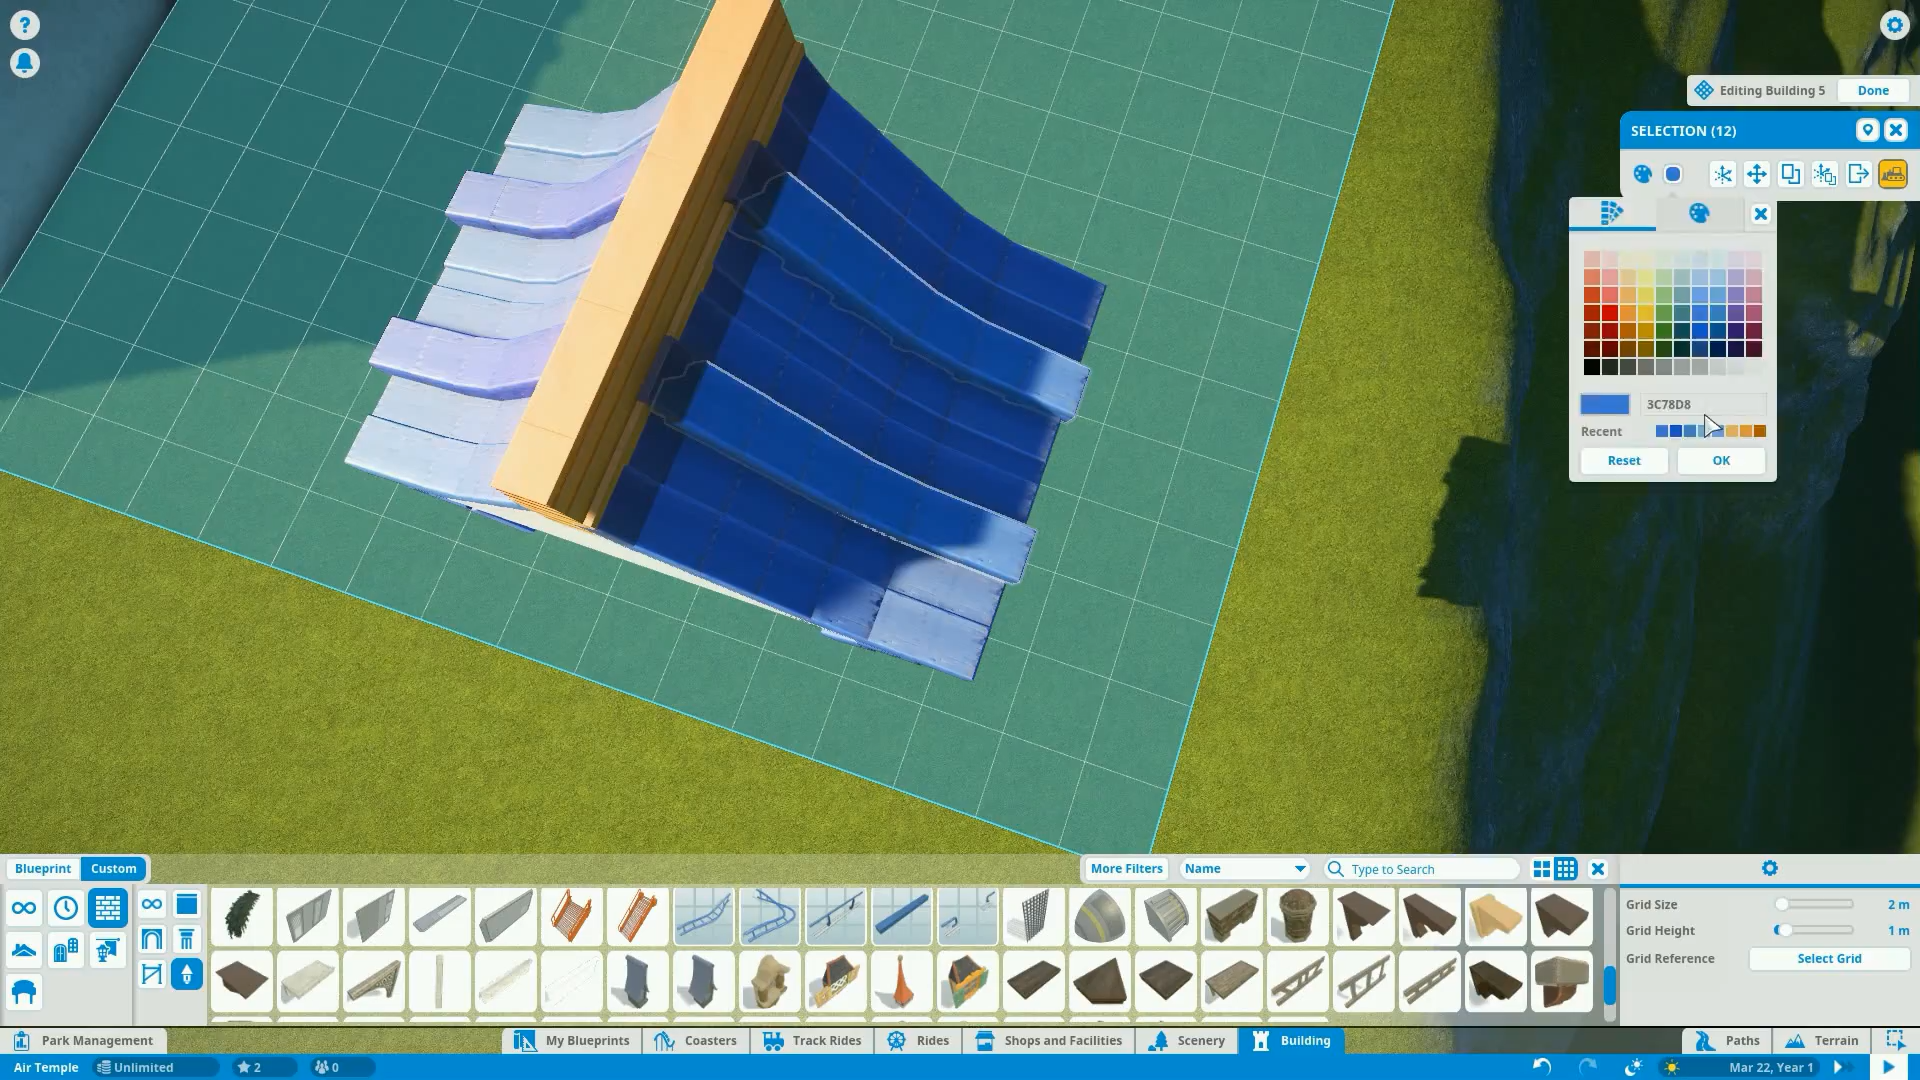 ?
Editing Building 5
Done
SELECTION (12)
3C78D8
Recent
Reset
OK
Blueprint
Custom
More Filters
Name
Type to Search
Grid Size
2 m
Grid Height
1 m
Grid Reference
Select Grid
Park Management
My Blueprints
Coasters
Track Rides
Rides
Shops and Facilities
Scenery
Building
Paths
Terrain
Air Temple
Unlimited
2
0
Mar 22, Year 1